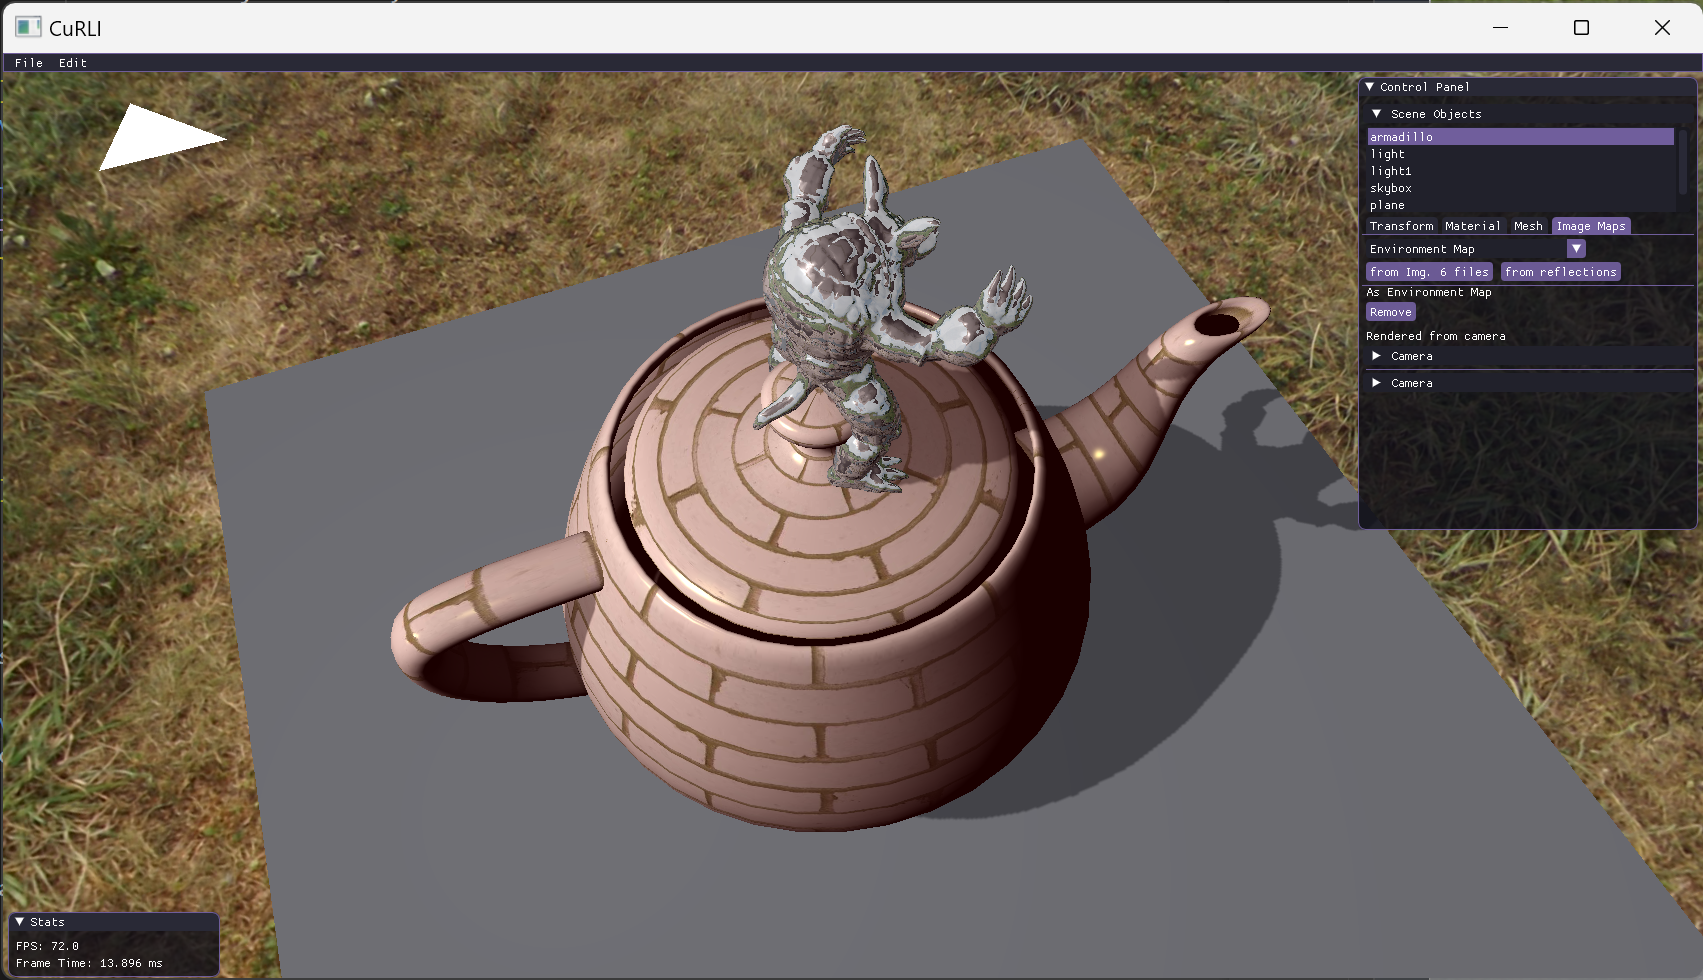 CuRLI
File Edit
Control Panel
Scene Objects
armadillo
light
light1
skybox
plane
Transform Material Mesh Image Maps
Environment Map
from Img. 6 files from reflections
As Environment Map
Remove
Rendered from camera
Camera
Camera
Stats
FPS: 72.0
Frame Time: 13.896 ms